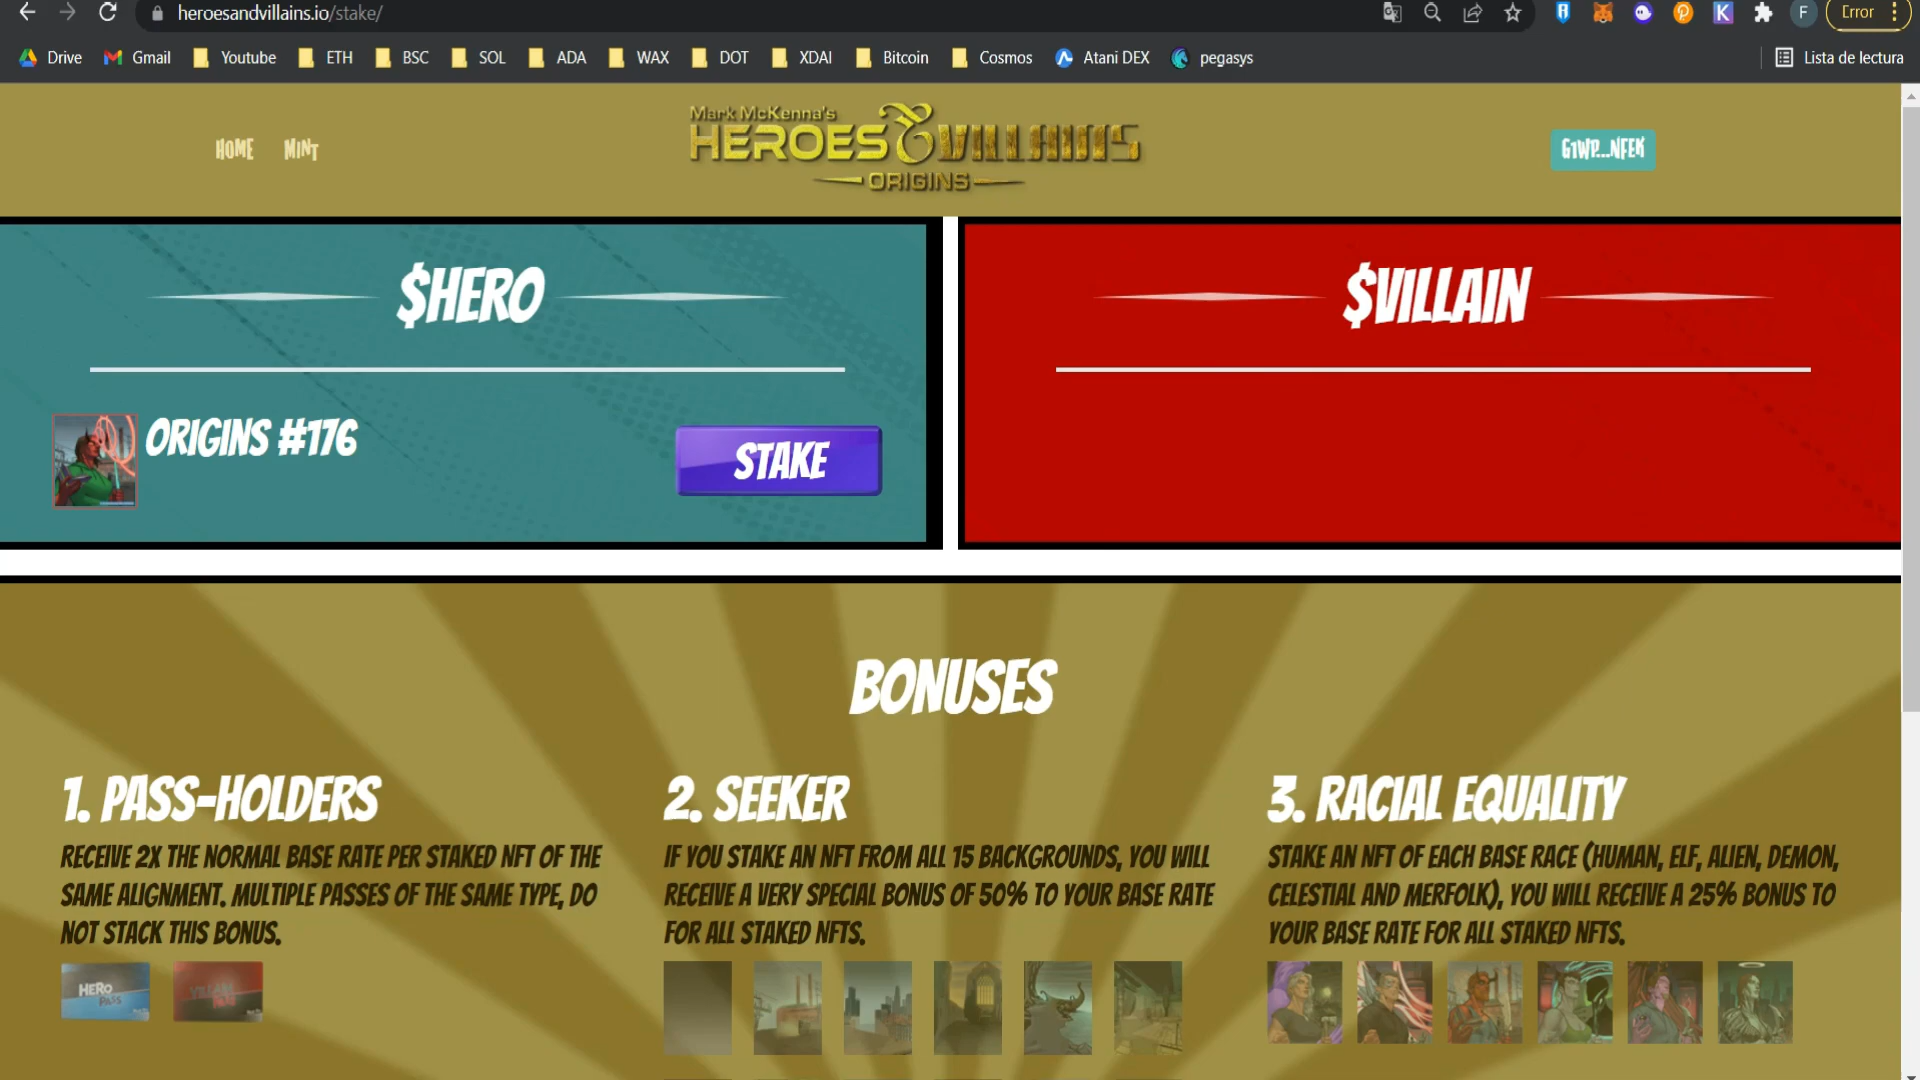 heroesandvillains.io/stake/
F
Error
Drive
Gmail
Youtube
ETH
BSC
SOL
ADA
WAX
DOT
XDAI
Bitcoin
Cosmos
Atani DEX
pegasys
Lista de lectura
HOME
MINT
Mark McKenna's
HEROES & VILLAINS
ORIGINS
G1WP...NFEK
$HERO
$VILLAIN
ORIGINS #176
STAKE
BONUSES
1. PASS-HOLDERS
RECEIVE 2X THE NORMAL BASE RATE PER STAKED NFT OF THE
SAME ALIGNMENT. MULTIPLE PASSES OF THE SAME TYPE, DO
NOT STACK THIS BONUS.
HERO
PASS
2. SEEKER
IF YOU STAKE AN NFT FROM ALL 15 BACKGROUNDS, YOU WILL
RECEIVE A VERY SPECIAL BONUS OF 50% TO YOUR BASE RATE
FOR ALL STAKED NFTS.
3. RACIAL EQUALITY
STAKE AN NFT OF EACH BASE RACE (HUMAN, ELF, ALIEN, DEMON,
CELESTIAL AND MERFOLK), YOU WILL RECEIVE A 25% BONUS TO
YOUR BASE RATE FOR ALL STAKED NFTS.